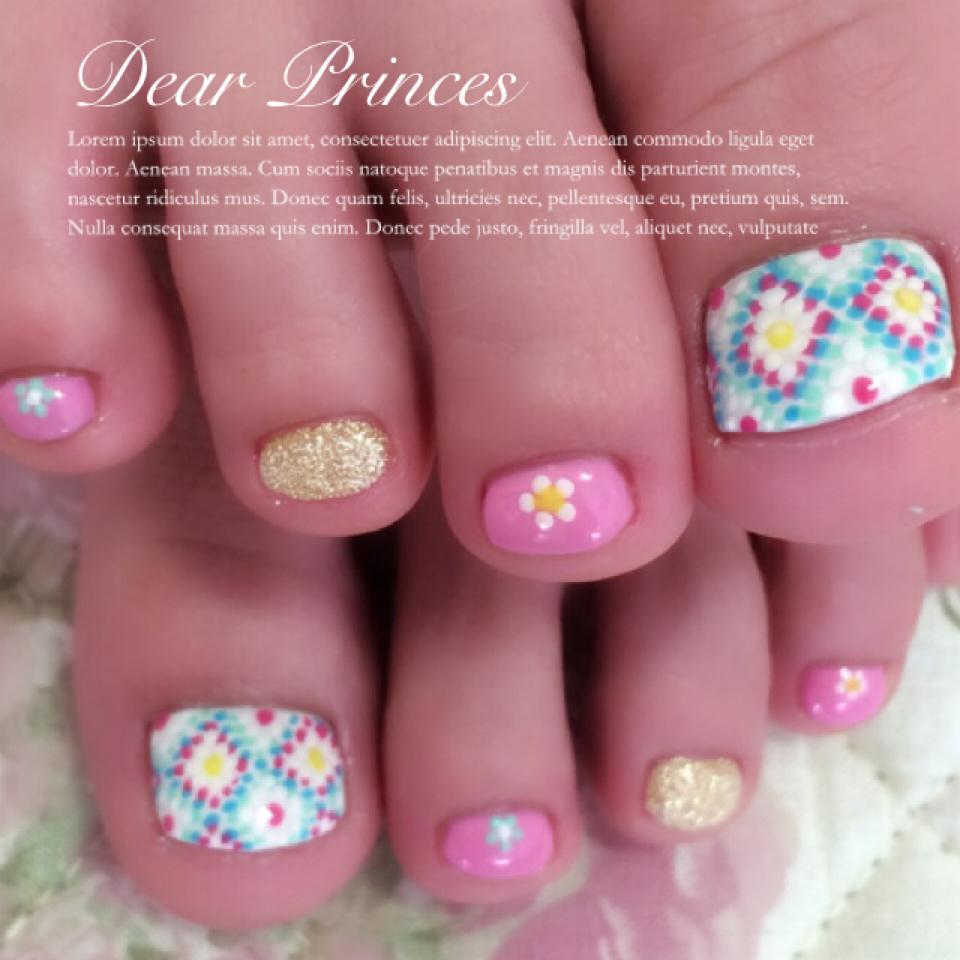 Dear Princes
Lorem ipsum dolor sit amet, consectetuer adipiscing elit. Aenean commodo ligula eget
dolor. Aenean massa. Cum sociis natoque penatibus et magnis dis parturient montes,
nascetur ridiculus mus. Donec quam felis, ultricies nec, pellentesque eu, pretium quis, sem.
Nulla consequat massa quis enim. Donec pede justo, fringilla vel, aliquet nec, vulputate